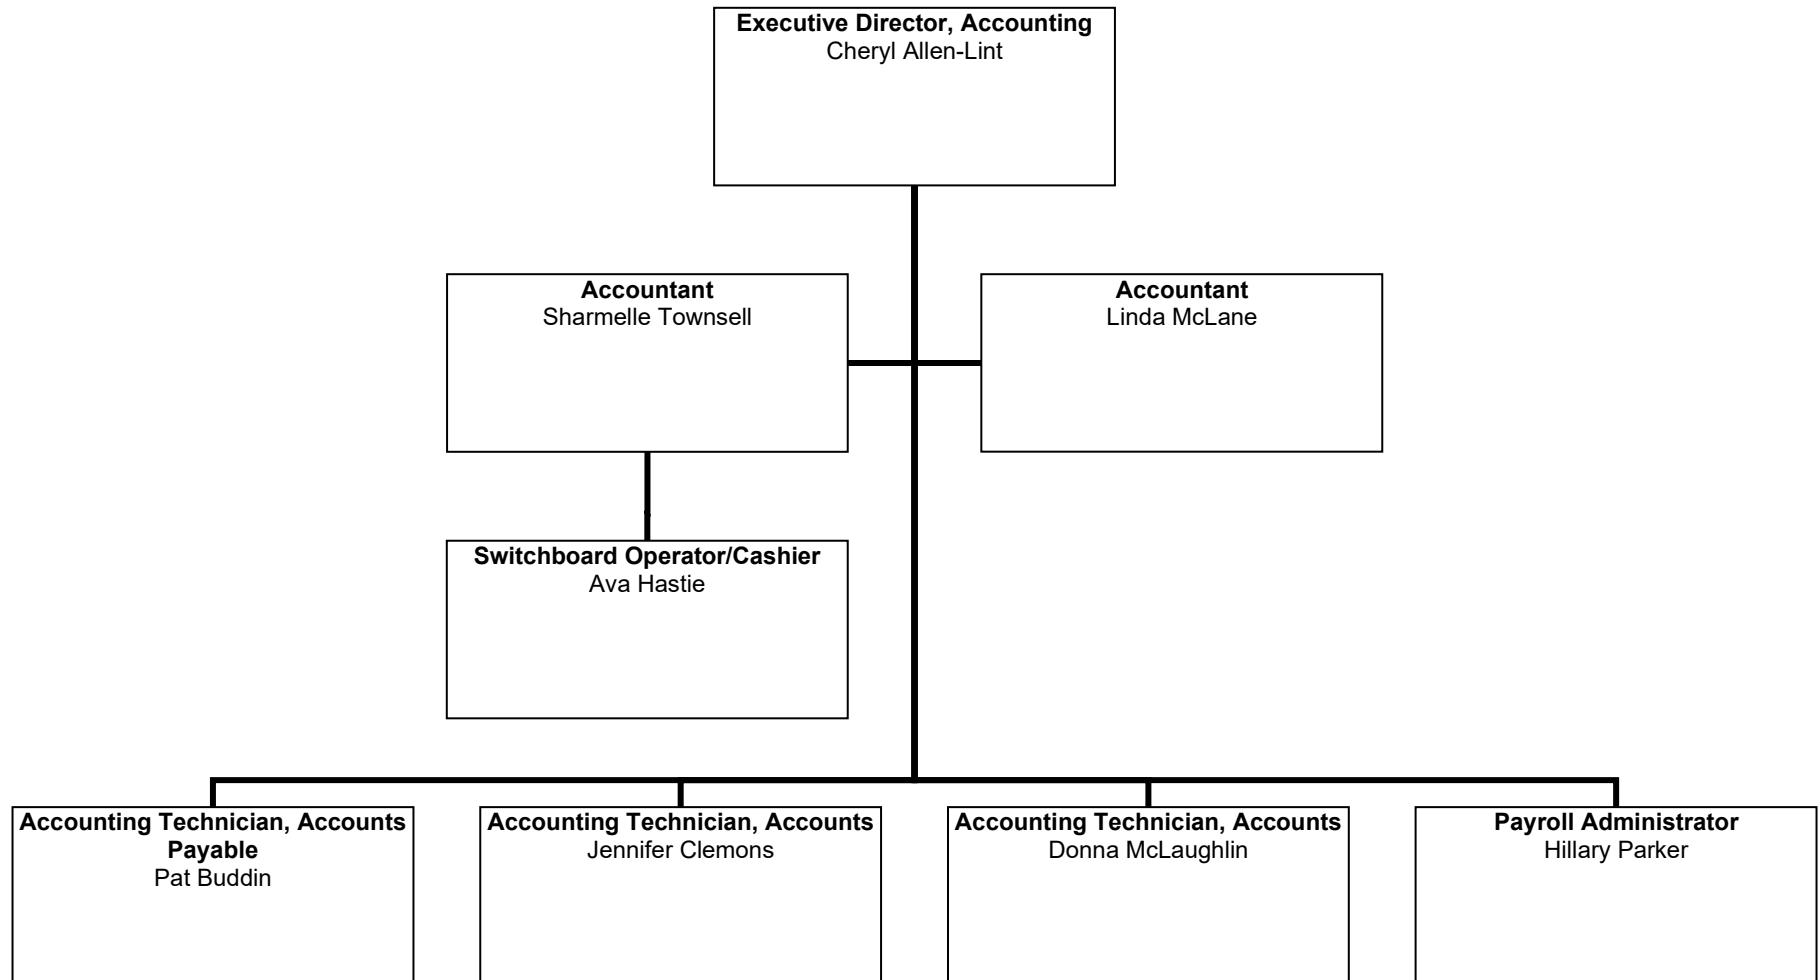 Executive Director, Accounting
Cheryl Allen-Lint
Accountant
Sharmelle Townsell
Accountant
Linda McLane
Switchboard Operator/Cashier
Ava Hastie
Accounting Technician, Accounts
Payable
Pat Buddin
Accounting Technician, Accounts
Jennifer Clemons
Accounting Technician, Accounts
Donna McLaughlin
Payroll Administrator
Hillary Parker